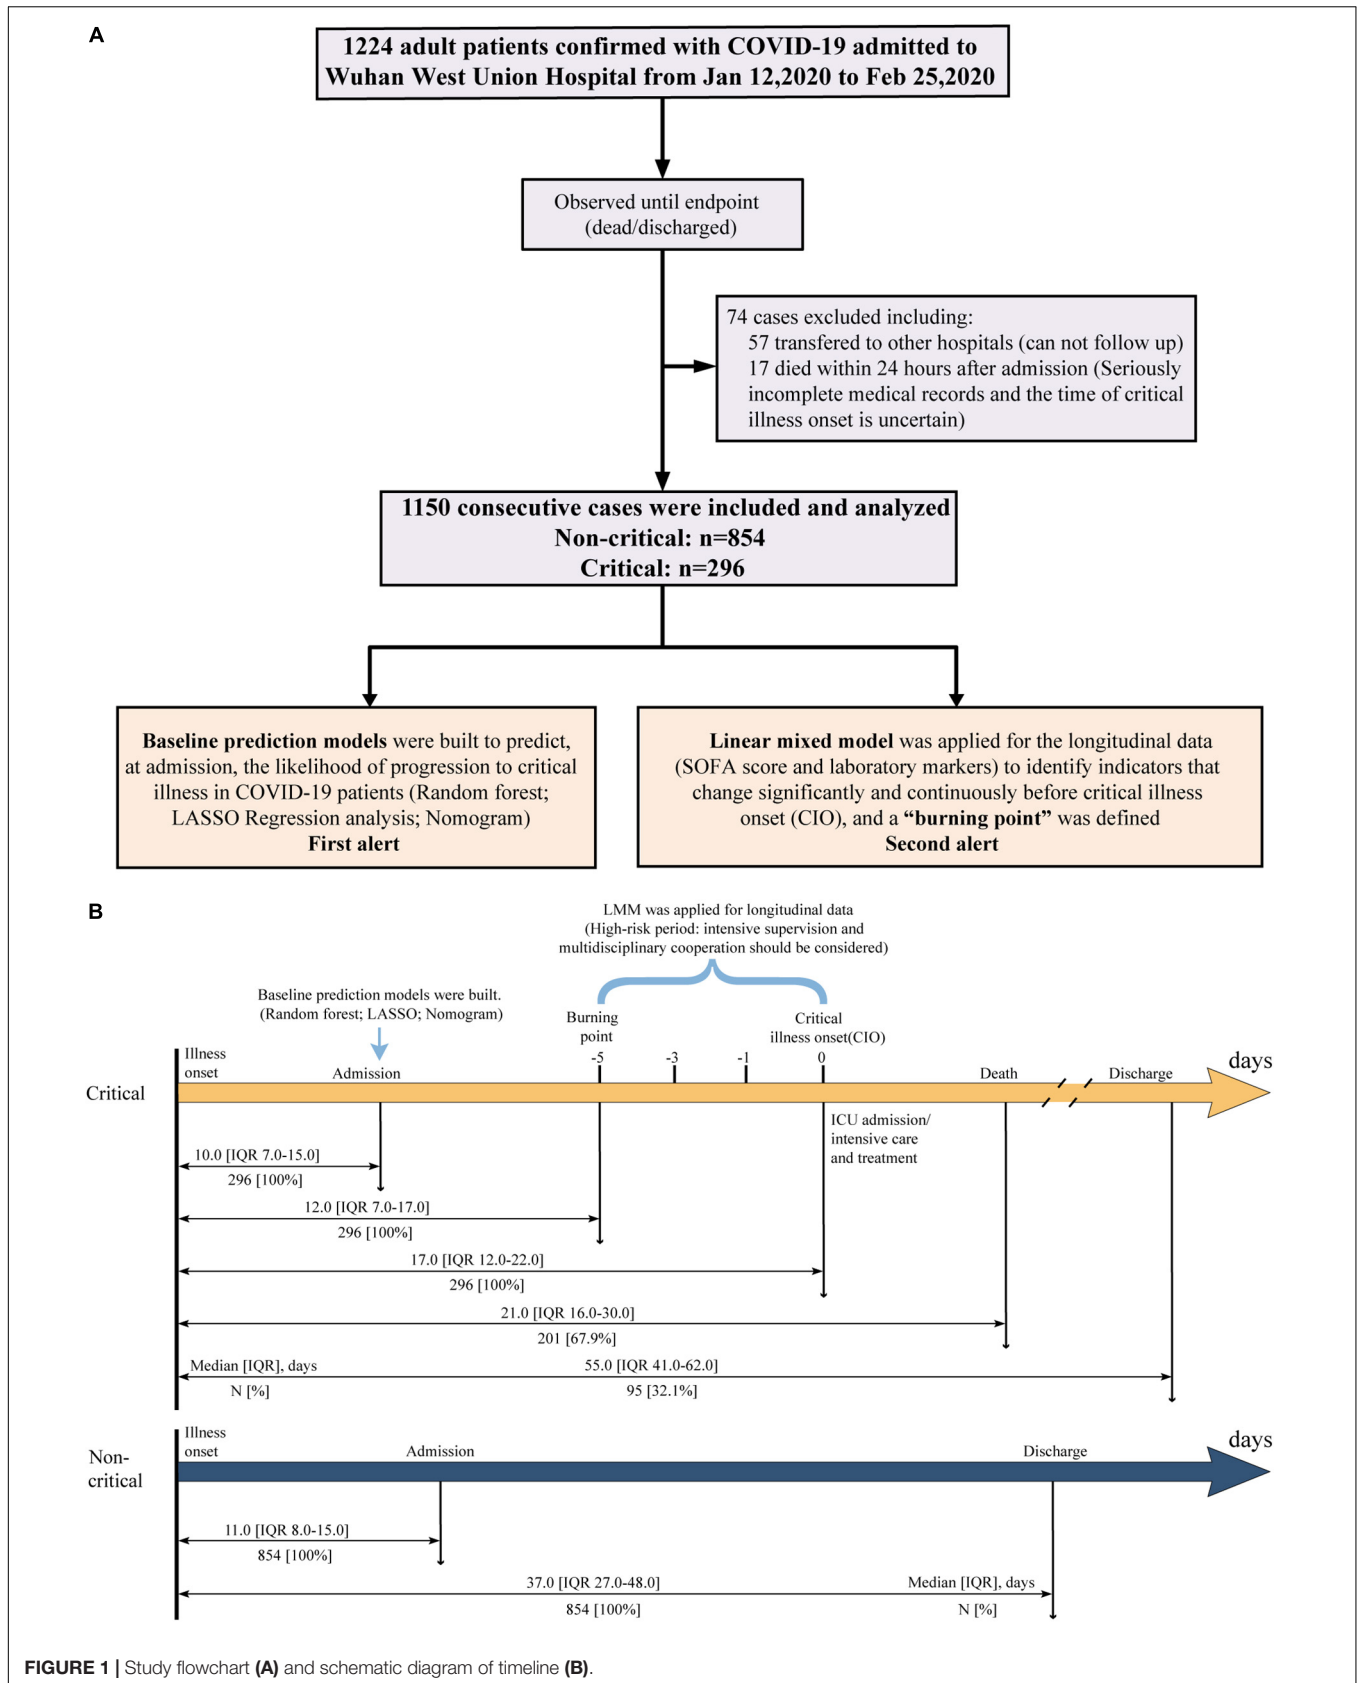 A
1224 adult patients confirmed with COVID-19 admitted to
Wuhan West Union Hospital from Jan 12,2020 to Feb 25,2020
Observed until endpoint
(dead/discharged)
74 cases excluded including:
57 transfered to other hospitals (can not follow up)
17 died within 24 hours after admission (Seriously
incomplete medical records and the time of critical
illness onset is uncertain)
1150 consecutive cases were included and analyzed
Non-critical: n=854
Critical: n=296
Baseline prediction models were built to predict,
at admission, the likelihood of progression to critical
illness in COVID-19 patients (Random forest;
LASSO Regression analysis; Nomogram)
First alert
Linear mixed model was applied for the longitudinal data
(SOFA score and laboratory markers) to identify indicators that
change significantly and continuously before critical illness
onset (CIO), and a “burning point” was defined
Second alert
B
LMM was applied for longitudinal data
(High-risk period: intensive supervision and
multidisciplinary cooperation should be considered)
Baseline prediction models were built.
(Random forest; LASSO; Nomogram)
Burning
point
Critical
illness onset(CIO)
-5
-3
-1
0
Illness
onset
Admission
Death
Discharge
days
Critical
ICU admission/
intensive care
and treatment
10.0 [IQR 7.0-15.0]
296 [100%]
12.0 [IQR 7.0-17.0]
296 [100%]
17.0 [IQR 12.0-22.0]
296 [100%]
21.0 [IQR 16.0-30.0]
201 [67.9%]
Median [IQR], days
55.0 [IQR 41.0-62.0]
N [%]
95 [32.1%]
Illness
onset
Admission
Discharge
days
Non-
critical
11.0 [IQR 8.0-15.0]
854 [100%]
37.0 [IQR 27.0-48.0]
Median [IQR], days
854 [100%]
N [%]
FIGURE 1 | Study flowchart (A) and schematic diagram of timeline (B).